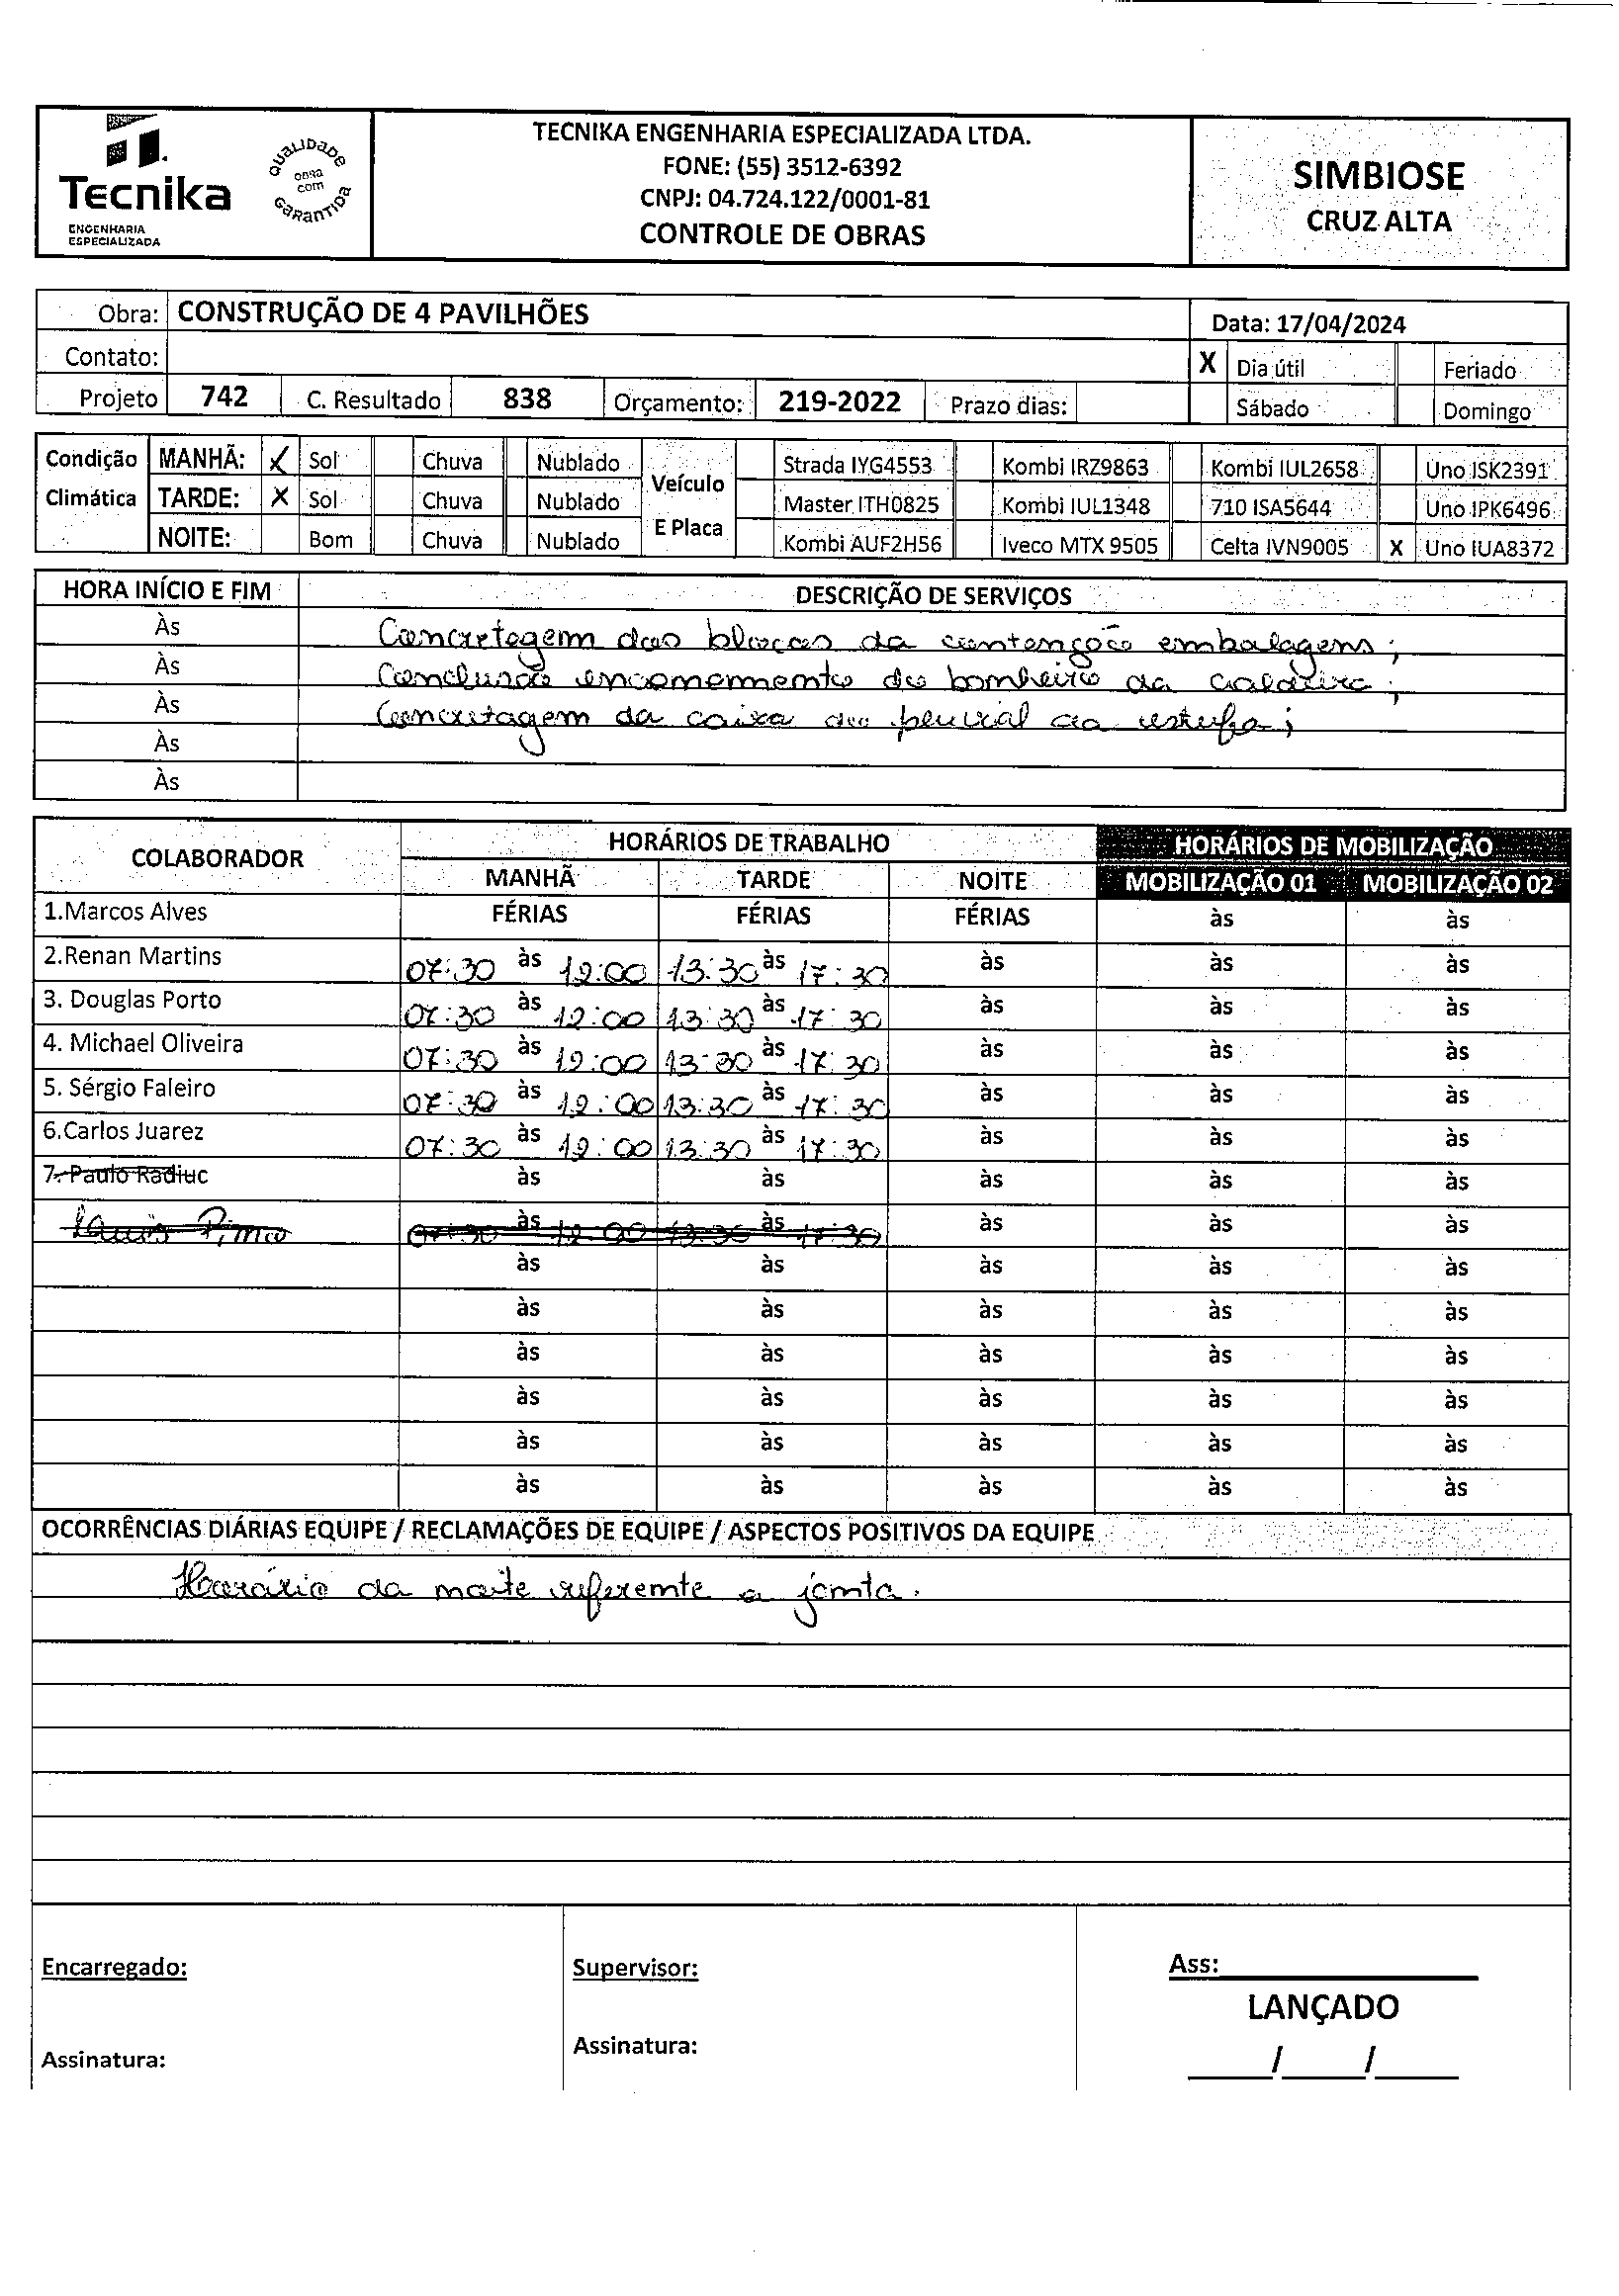 Tecnika
ENGENHARIA
ESPECIALIZADA
QUALIDADE
OBRA
COM
GARANTIDA
TECNIKA ENGENHARIA ESPECIALIZADA LTDA.
FONE: (55) 3512-6392
CNPJ: 04.724.122/0001-81
CONTROLE DE OBRAS
SIMBIOSE
CRUZ ALTA
Obra: CONSTRUÇÃO DE 4 PAVILHÕES
Data: 17/04/2024
Contato:
X Dia útil Feriado
Projeto 742 C. Resultado 838 Orçamento: 219-2022 Prazo dias:
Sábado Domingo
Condição Climática
MANHÃ: X Sol Chuva Nublado
TARDE: X Sol Chuva Nublado
NOITE: Bom Chuva Nublado
Veículo E Placa
Strada IYG4553 Kombi IRZ9863 Kombi IUL2658 Uno ISK2391
Master ITH0825 Kombi IUL1348 710 ISA5644 Uno IPK6496
Kombi AUF2H56 Iveco MTX 9505 Celta IVN9005 X Uno IUA8372
HORA INÍCIO E FIM DESCRIÇÃO DE SERVIÇOS
Às Concretagem dos blocos da contenção embalagens;
Às Conclusão encanamento do bombeiro da caldeira;
Às Concretagem da caixa do pluvial da estufa;
Às
Às
COLABORADOR HORÁRIOS DE TRABALHO HORÁRIOS DE MOBILIZAÇÃO
MANHÃ TARDE NOITE MOBILIZAÇÃO 01 MOBILIZAÇÃO 02
1.Marcos Alves FÉRIAS FÉRIAS FÉRIAS às às
2.Renan Martins 07:30 às 12:00 13:30 às 17:30 às às às
3. Douglas Porto 07:30 às 12:00 13:30 às 17:30 às às às
4. Michael Oliveira 07:30 às 12:00 13:30 às 17:30 às às às
5. Sérgio Faleiro 07:30 às 12:00 13:30 às 17:30 às às às
6.Carlos Juarez 07:30 às 12:00 13:30 às 17:30 às às às
7. Paulo Radiuc às às às às às
07:30 às 12:00 13:30 às 17:30 às às às
às às às às às
às às às às às
às às às às às
às às às às às
às às às às às
às às às às às
OCORRÊNCIAS DIÁRIAS EQUIPE / RECLAMAÇÕES DE EQUIPE / ASPECTOS POSITIVOS DA EQUIPE
Horário da noite referente a janta.
Encarregado:
Assinatura:
Supervisor:
Assinatura:
Ass:
LANÇADO
/ /